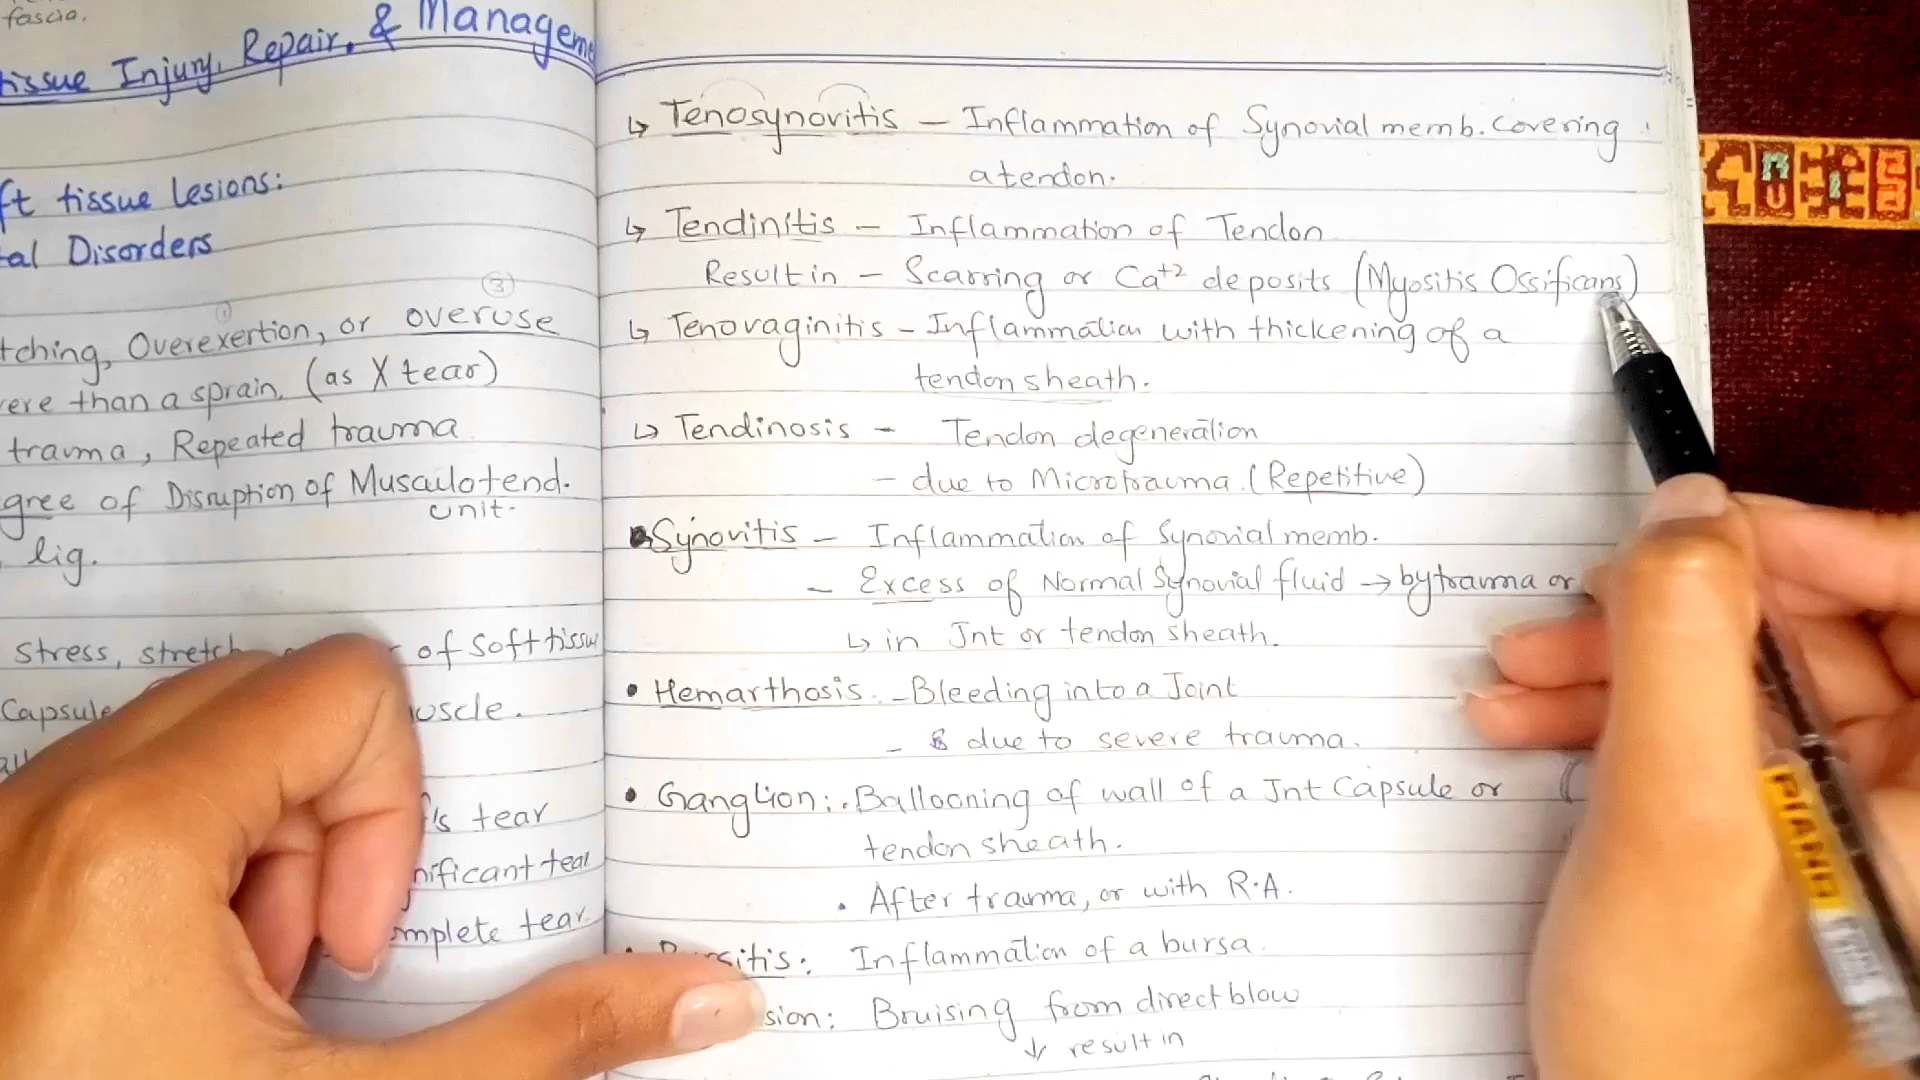 fascia.
tissue Injury, Repair, & Managem
ft tissue Lesions:
tal Disorders
③
①
tching, Overexertion, or overuse
ere than a sprain. (as X tear)
trauma, Repeated trauma
gree of Disruption of Musculotend.
unit.
lig.
Stress, stretch of Soft tissu
Capsule uscle.
f's tear
nificant tear
mplete tear
↳ Tenosynovitis — Inflammation of Synovial memb. covering
a tendon.
↳ Tendinitis — Inflammation of Tendon
Result in — Scarring or Ca+2 deposits (Myositis Ossificans)
↳ Tenovaginitis — Inflammation with thickening of a
tendon sheath.
↳ Tendinosis - Tendon degeneration
- due to Microtrauma. (Repetitive)
• Synovitis — Inflammation of Synovial memb.
- Excess of Normal Synovial fluid → by trauma or
↳ in Jnt or tendon sheath.
• Hemarthosis. - Bleeding into a Joint
- due to severe trauma.
• Ganglion: . Ballooning of wall of a Jnt Capsule or (
tendon sheath.
• After trauma, or with R.A.
sitis: Inflammation of a bursa.
sion: Bruising from direct blow
↓ result in
PIANO